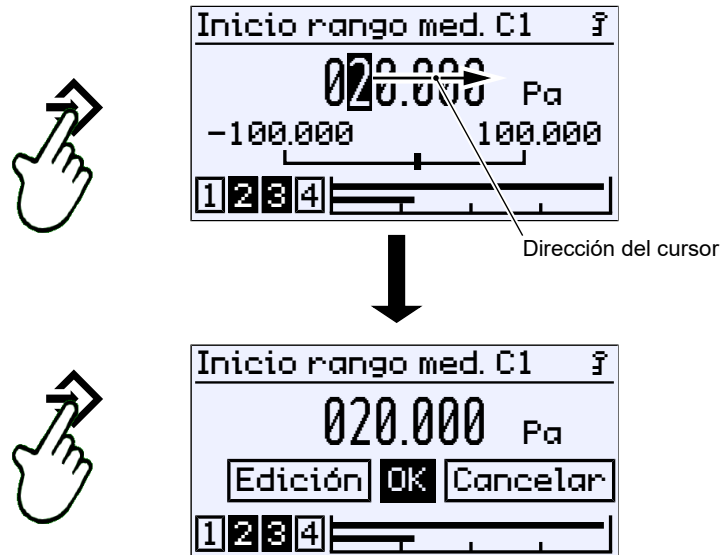 Inicio rango med. C1
020.000 Pa
-100.000 100.000
1 2 3 4
Dirección del cursor
Inicio rango med. C1
020.000 Pa
Edición OK Cancelar
1 2 3 4